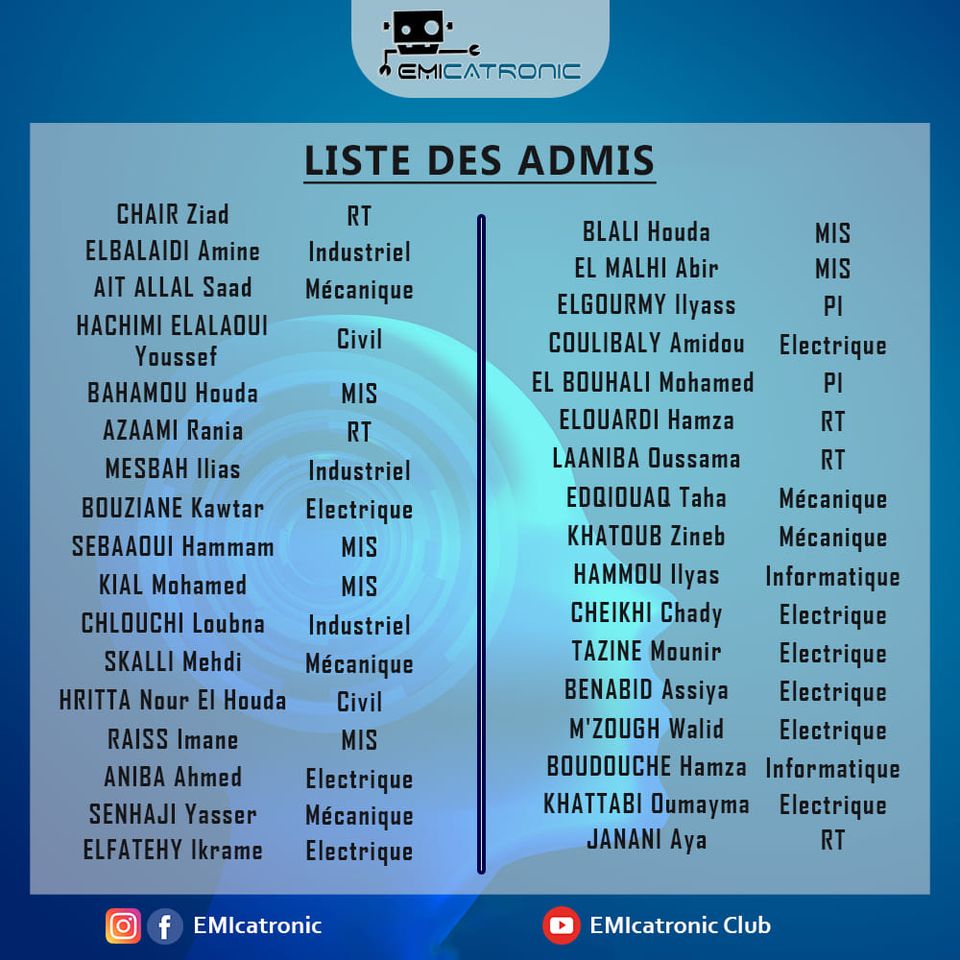 EMICATRONIC
LISTE DES ADMIS
CHAIR Ziad RT
ELBALAIDI Amine Industriel
AIT ALLAL Saad Mécanique
HACHIMI ELALAOUI
Youssef Civil
BAHAMOU Houda MIS
AZAAMI Rania RT
MESBAH Ilias Industriel
BOUZIANE Kawtar Electrique
SEBAAOUI Hammam MIS
KIAL Mohamed MIS
CHLOUCHI Loubna Industriel
SKALLI Mehdi Mécanique
HRITTA Nour El Houda Civil
RAISS Imane MIS
ANIBA Ahmed Electrique
SENHAJI Yasser Mécanique
ELFATEHY Ikrame Electrique
BLALI Houda MIS
EL MALHI Abir MIS
ELGOURMY Ilyass PI
COULIBALY Amidou Electrique
EL BOUHALI Mohamed PI
ELOUARDI Hamza RT
LAANIBA Oussama RT
EDQIOUAQ Taha Mécanique
KHATOUB Zineb Mécanique
HAMMOU Ilyas Informatique
CHEIKHI Chady Electrique
TAZINE Mounir Electrique
BENABID Assiya Electrique
M'ZOUGH Walid Electrique
BOUDOUCHE Hamza Informatique
KHATTABI Oumayma Electrique
JANANI Aya RT
EMIcatronic
EMIcatronic Club